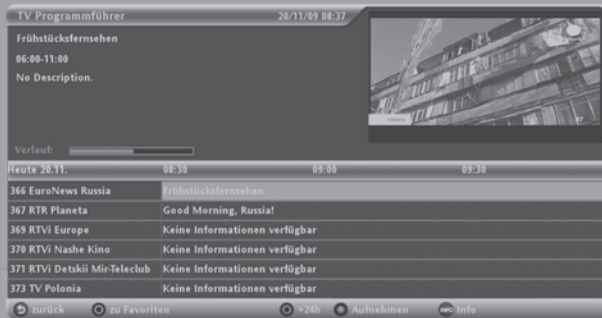 TV Programmführer 20/11/09 08:37
Frühstücksfernsehen
06:00-11:00
No Description.
Verlauf:
Heute 20.11. 08:30 09:00 09:30
366 EuroNews Russia Frühstücksfernsehen
367 RTR Planeta Good Morning, Russia!
369 RTVi Europe Keine Informationen verfügbar
370 RTVi Nashe Kino Keine Informationen verfügbar
371 RTVi Detskii Mir-Teleclub Keine Informationen verfügbar
373 TV Polonia Keine Informationen verfügbar
zurück zu Favoriten +24h Aufnehmen INFO Info